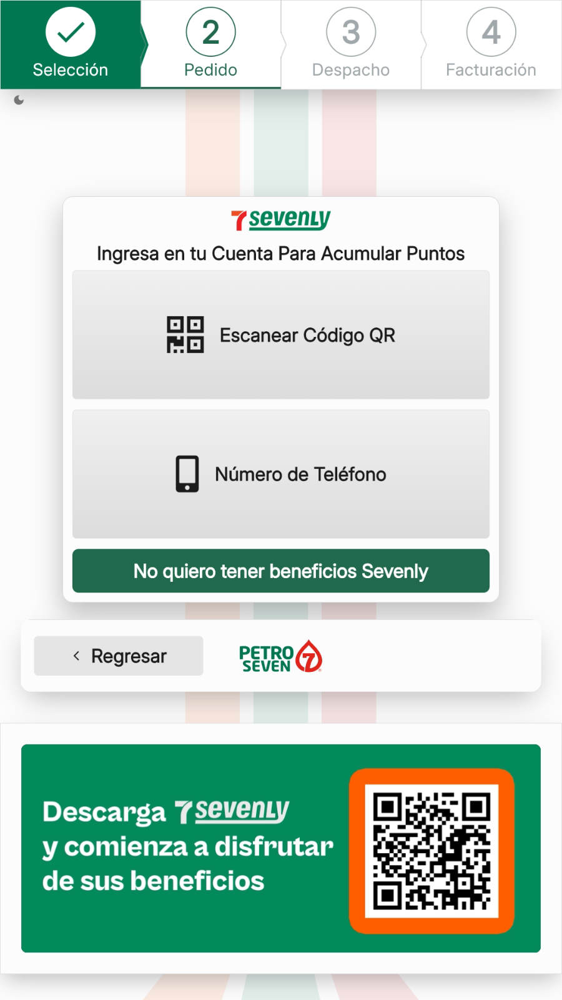 Selección
2
Pedido
3
Despacho
4
Facturación
7 sevenly
Ingresa en tu Cuenta Para Acumular Puntos
Escanear Código QR
Número de Teléfono
No quiero tener beneficios Sevenly
Regresar
PETRO
SEVEN 7
Descarga 7 sevenly
y comienza a disfrutar
de sus beneficios